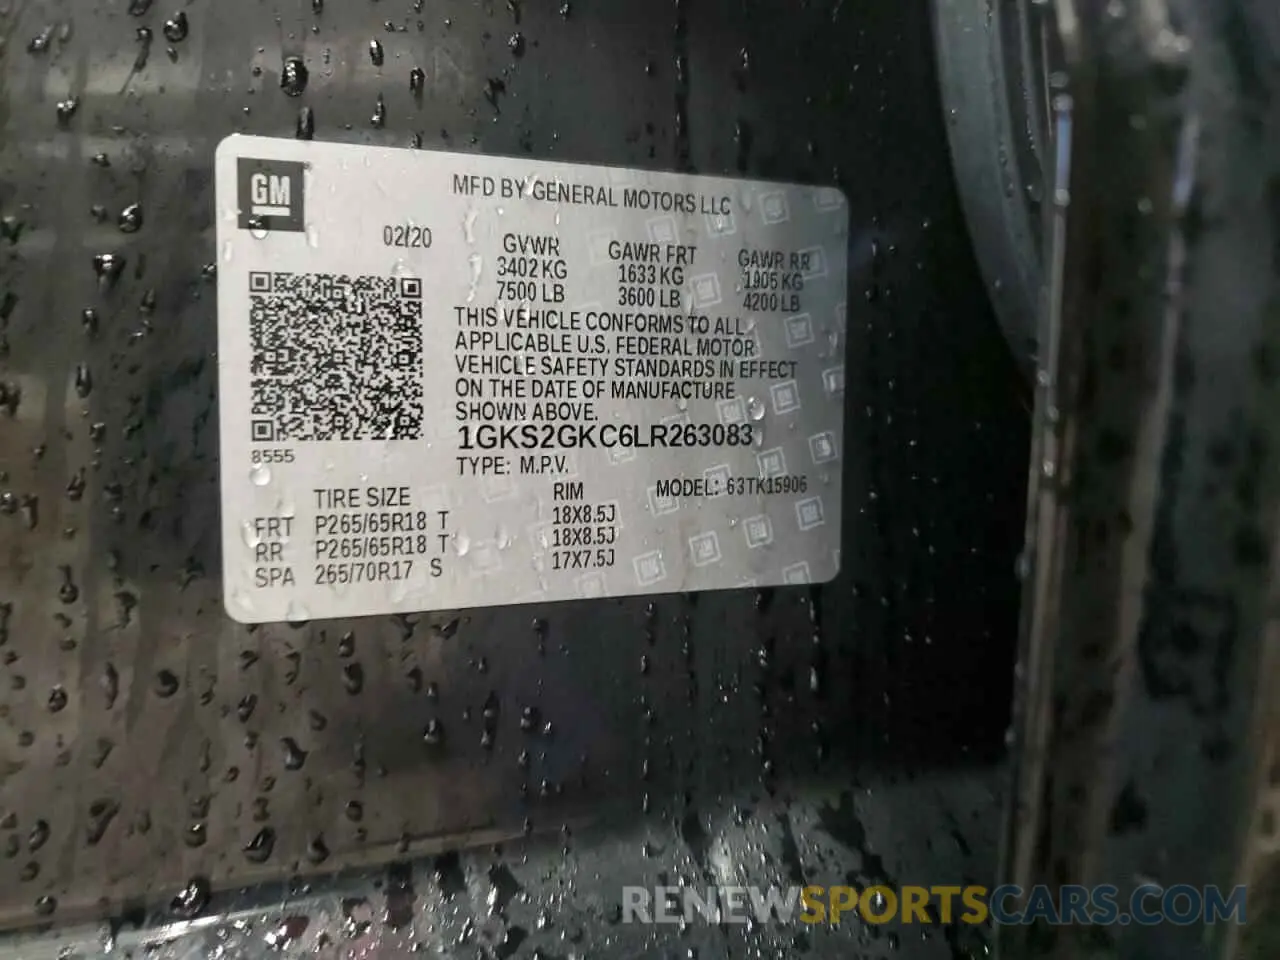 GM
MFD BY GENERAL MOTORS LLC
02/20
GVWR GAWR FRT GAWR RR
3402 KG 1633 KG 1905 KG
7500 LB 3600 LB 4200 LB
THIS VEHICLE CONFORMS TO ALL
APPLICABLE U.S. FEDERAL MOTOR
VEHICLE SAFETY STANDARDS IN EFFECT
ON THE DATE OF MANUFACTURE
SHOWN ABOVE.
1GKS2GKC6LR263083
8555
TYPE: M.P.V.
TIRE SIZE RIM MODEL: 63TK15906
FRT P265/65R18 T 18X8.5J
RR P265/65R18 T 18X8.5J
SPA 265/70R17 S 17X7.5J
RENEWSPORTSCARS.COM